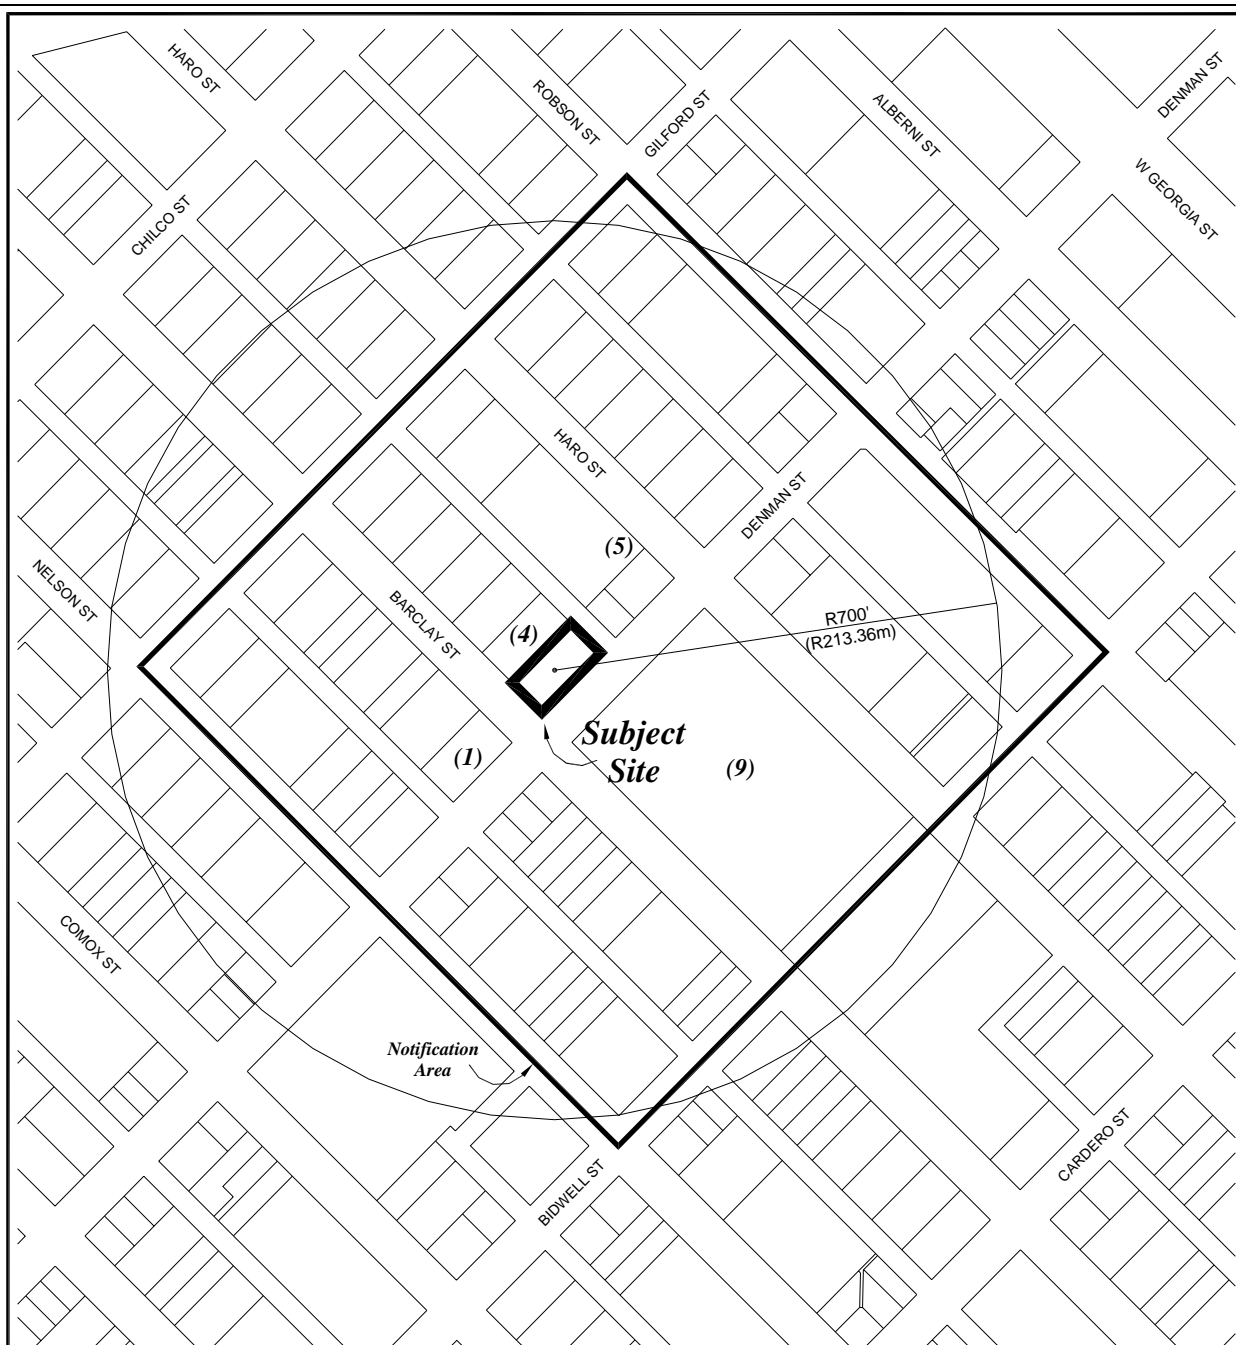 HARO ST
ROBSON ST
GILFORD ST
ALBERNI ST
DENMAN ST
W GEORGIA ST
CHILCO ST
HARO ST
DENMAN ST
(5)
NELSON ST
BARCLAY ST
(4)
R700'
(R213.36m)
Subject
Site
(1)
(9)
COMOX ST
Notification
Area
CARDERO ST
BIDWELL ST